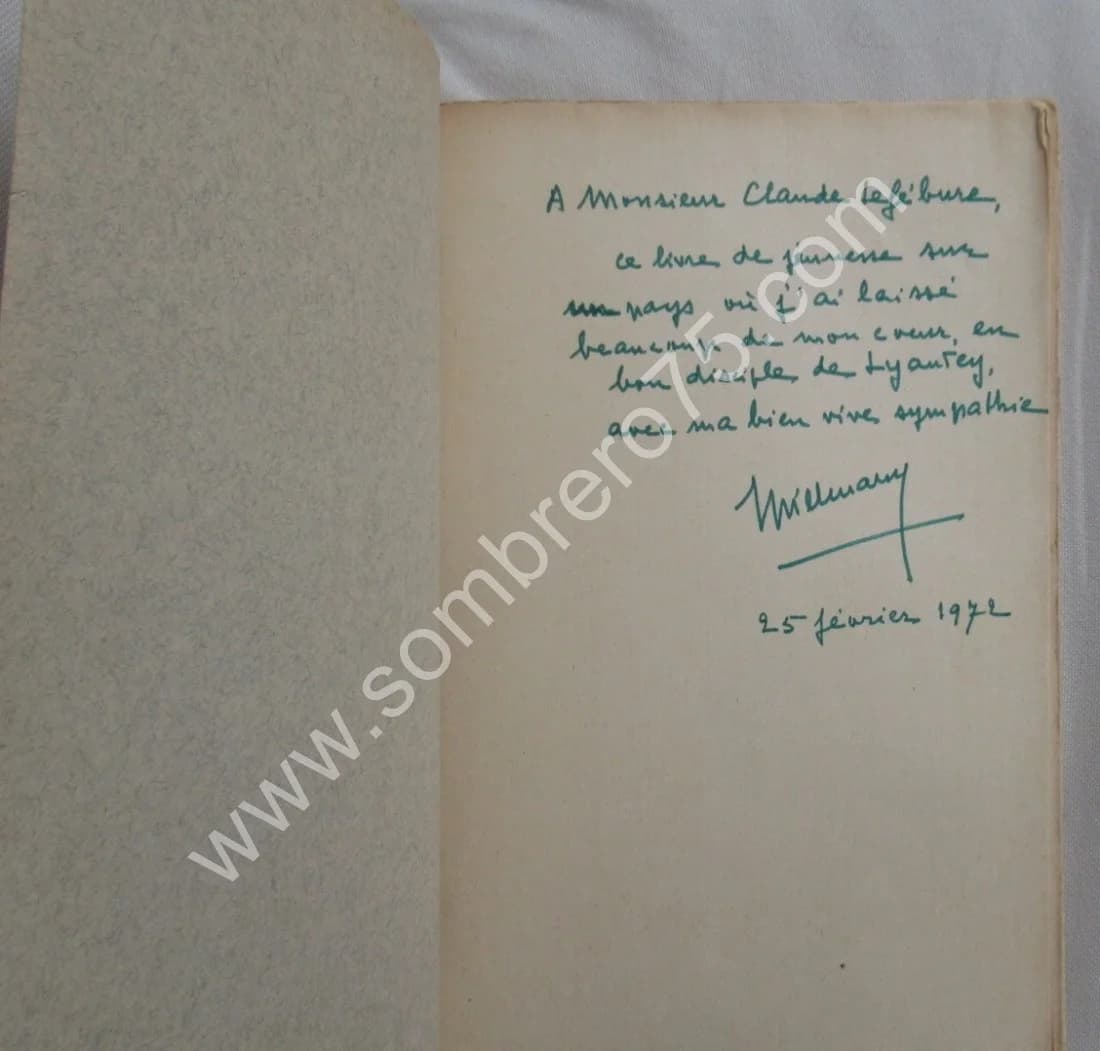 A Monsieur Claude Lefébure,
ce livre de jeunesse sur
un pays où j'ai laissé
beaucoup de mon cœur, en
bon disciple de Lyautey,
avec ma bien vive sympathie
25 février 1972
www.sombrero75.com